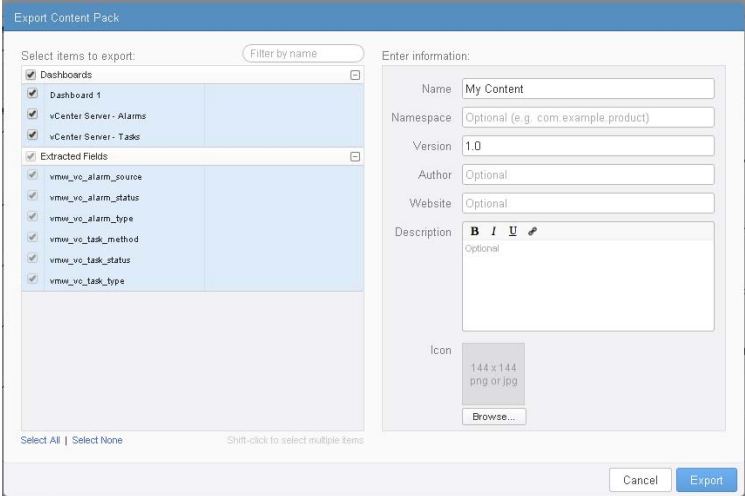 Export Content Pack
Select items to export:
Filter by name
Dashboards
Dashboard 1
vCenter Server - Alarms
vCenter Server - Tasks
Extracted Fields
vmw_vc_alarm_source
vmw_vc_alarm_status
vmw_vc_alarm_type
vmw_vc_task_method
vmw_vc_task_status
vmw_vc_task_type
Select All | Select None
Shift-click to select multiple items
Enter information:
Name My Content
Namespace Optional (e.g. com.example.product)
Version 1.0
Author Optional
Website Optional
Description B I U
Optional
Icon
144 x 144
png or jpg
Browse...
Cancel Export